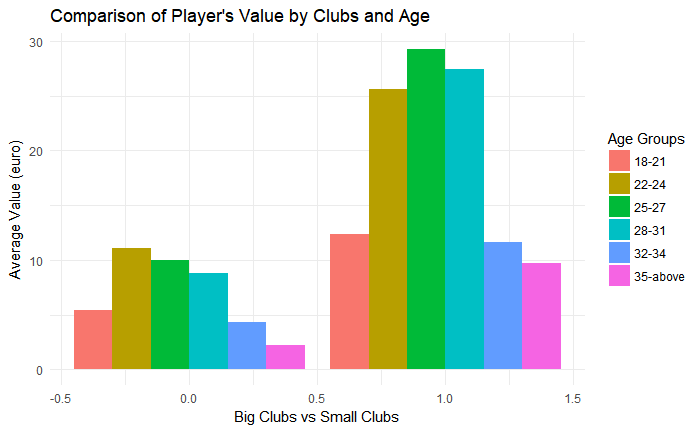 Comparison of Player's Value by Clubs and Age
30
20
10
0
Average Value (euro)
-0.5
0.0
0.5
1.0
1.5
Big Clubs vs Small Clubs
Age Groups
18-21
22-24
25-27
28-31
32-34
35-above